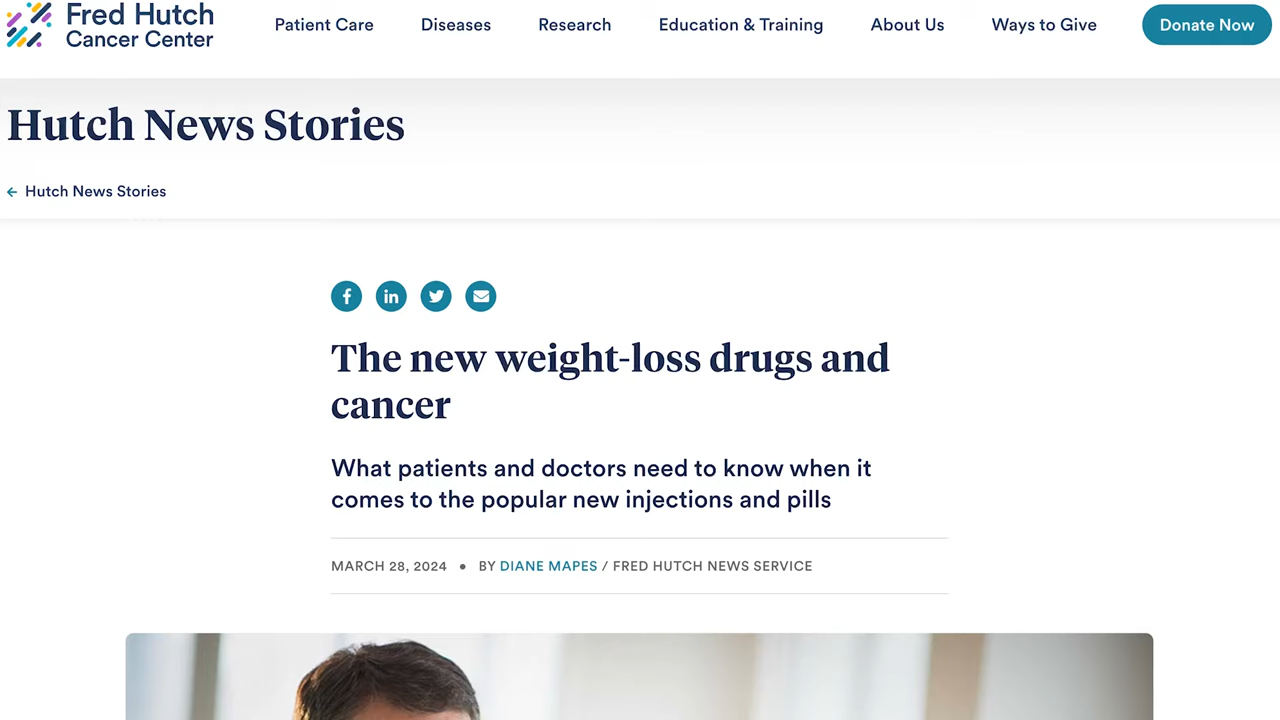 Fred Hutch
Cancer Center
Patient Care
Diseases
Research
Education & Training
About Us
Ways to Give
Donate Now
Hutch News Stories
← Hutch News Stories
The new weight-loss drugs and
cancer
What patients and doctors need to know when it
comes to the popular new injections and pills
MARCH 28, 2024 • BY DIANE MAPES / FRED HUTCH NEWS SERVICE